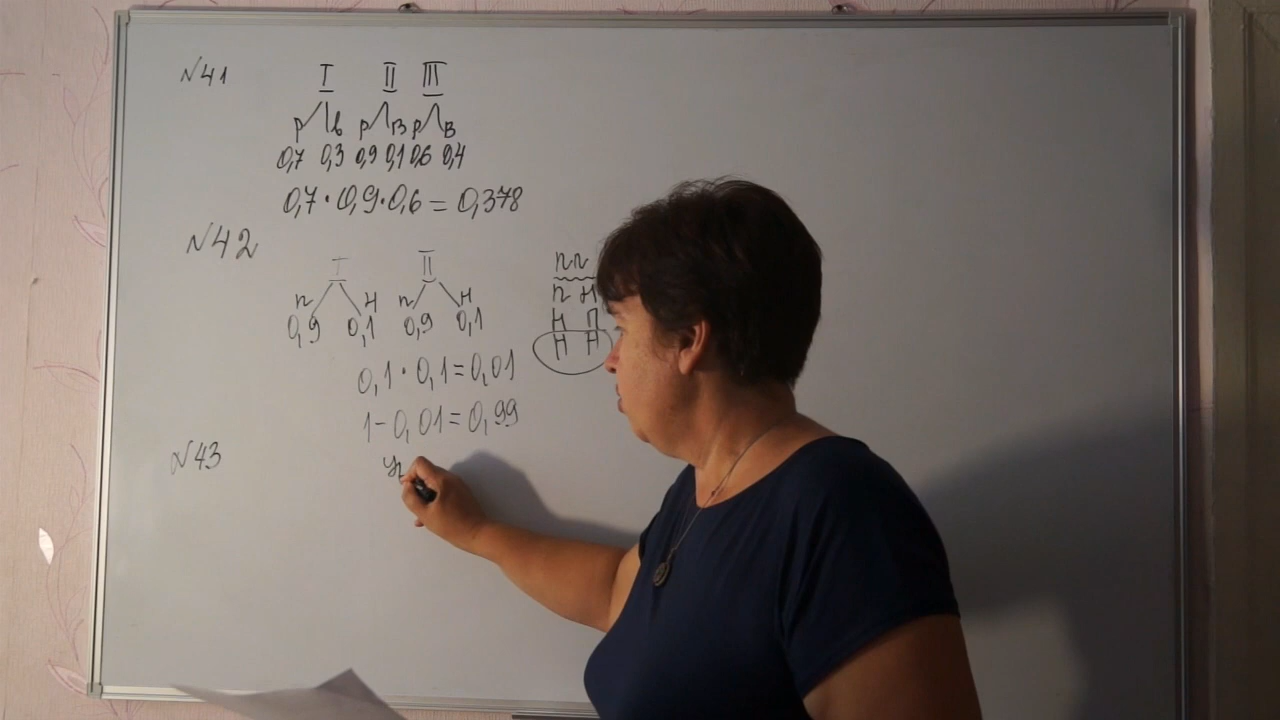 №41
I II III
р в р в р в
0,7 0,3 0,9 0,1 0,6 0,4
0,7·0,9·0,6=0,378
№42
I II
п н п н
0,9 0,1 0,9 0,1
0,1·0,1=0,01
1-0,01=0,99
п п
п н
н п
н н
№43